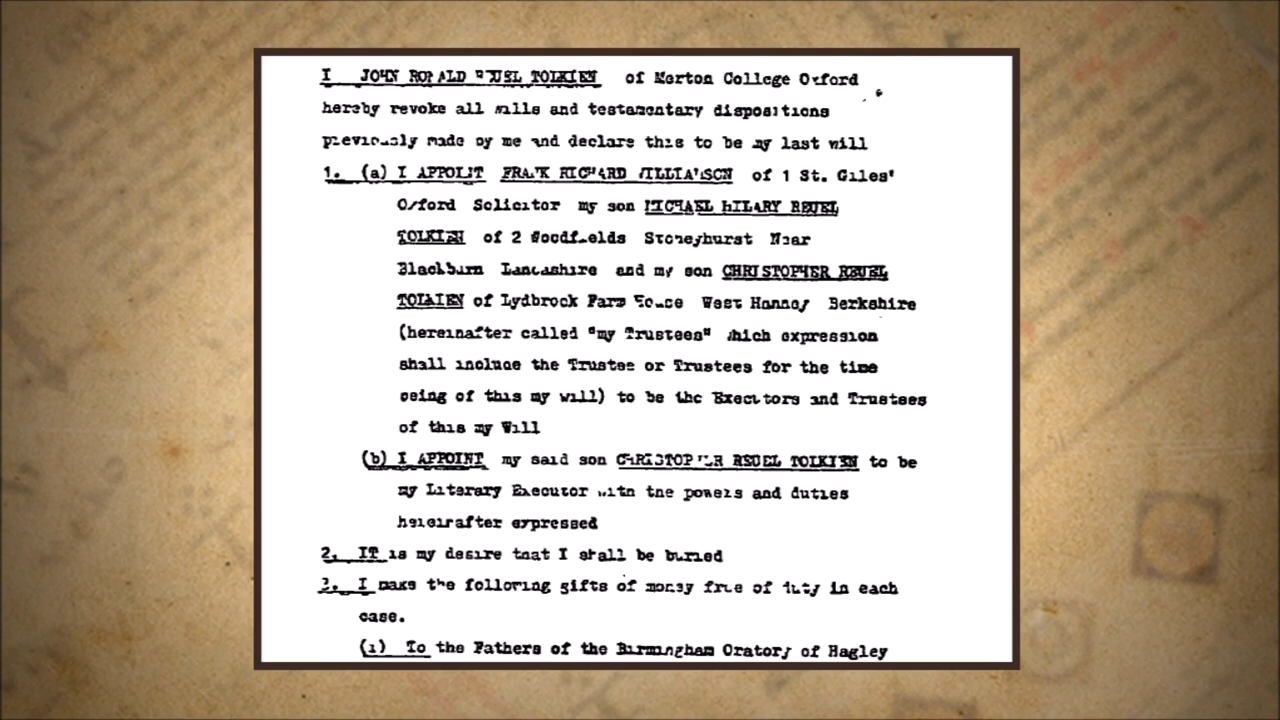 I JOHN RONALD REUEL TOLKIEN of Merton College Oxford
hereby revoke all wills and testamentary dispositions
previously made by me and declare this to be my last will
1. (a) I APPOINT FRANK RICHARD WILLIAMSON of 1 St. Giles'
Oxford Solicitor my son MICHAEL HILARY REUEL
TOLKIEN of 2 Woodfields Stoneyhurst Near
Blackburn Lancashire and my son CHRISTOPHER REUEL
TOLKIEN of Lydbrook Farm House West Hanney Berkshire
(hereinafter called "my Trustees" which expression
shall include the Trustee or Trustees for the time
being of this my will) to be the Executors and Trustees
of this my Will
(b) I APPOINT my said son CHRISTOPHER REUEL TOLKIEN to be
my Literary Executor with the powers and duties
hereinafter expressed
2. IT is my desire that I shall be buried
3. I make the following gifts of money free of duty in each
case.
(i) To the Fathers of the Birmingham Oratory of Hagley